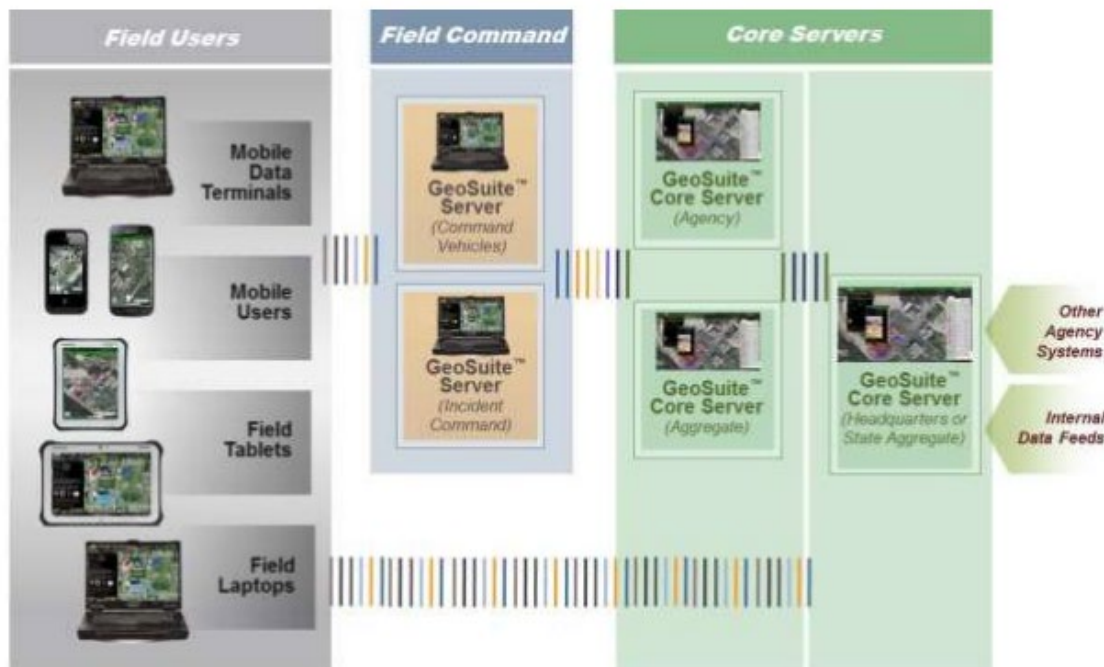 Field Users
Field Command
Core Servers
Mobile
Data
Terminals
Mobile
Users
Field
Tablets
Field
Laptops
GeoSuite™
Server
(Command
Vehicles)
GeoSuite™
Server
(Incident
Command)
GeoSuite™
Core Server
(Agency)
GeoSuite™
Core Server
(Aggregate)
GeoSuite™
Core Server
(Headquarters or
State Aggregate)
Other
Agency
Systems
Internal
Data Feeds